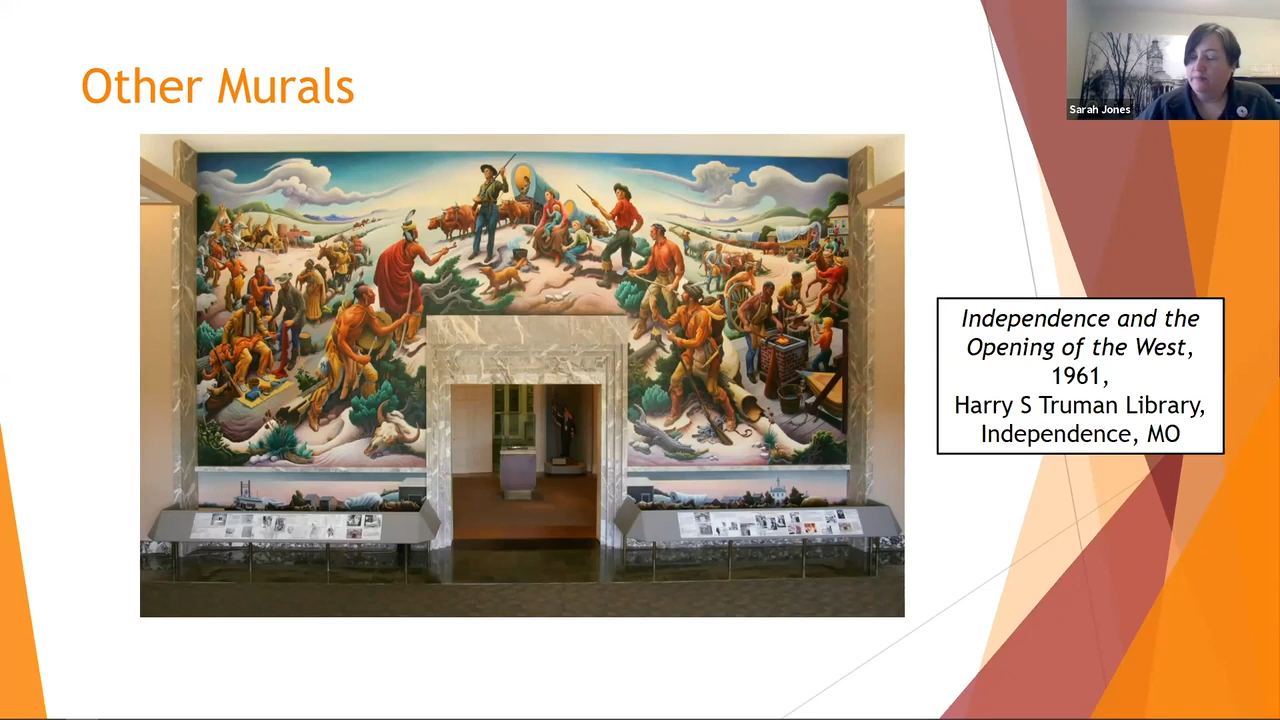 Other Murals
Sarah Jones
Independence and the
Opening of the West,
1961,
Harry S Truman Library,
Independence, MO